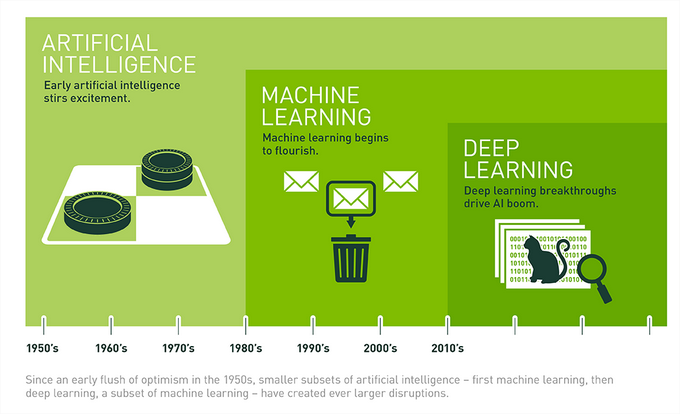 ARTIFICIAL
INTELLIGENCE
Early artificial intelligence
stirs excitement.
MACHINE
LEARNING
Machine learning begins
to flourish.
DEEP
LEARNING
Deep learning breakthroughs
drive AI boom.
1950's
1960's
1970's
1980's
1990's
2000's
2010's
Since an early flush of optimism in the 1950s, smaller subsets of artificial intelligence – first machine learning, then
deep learning, a subset of machine learning – have created ever larger disruptions.